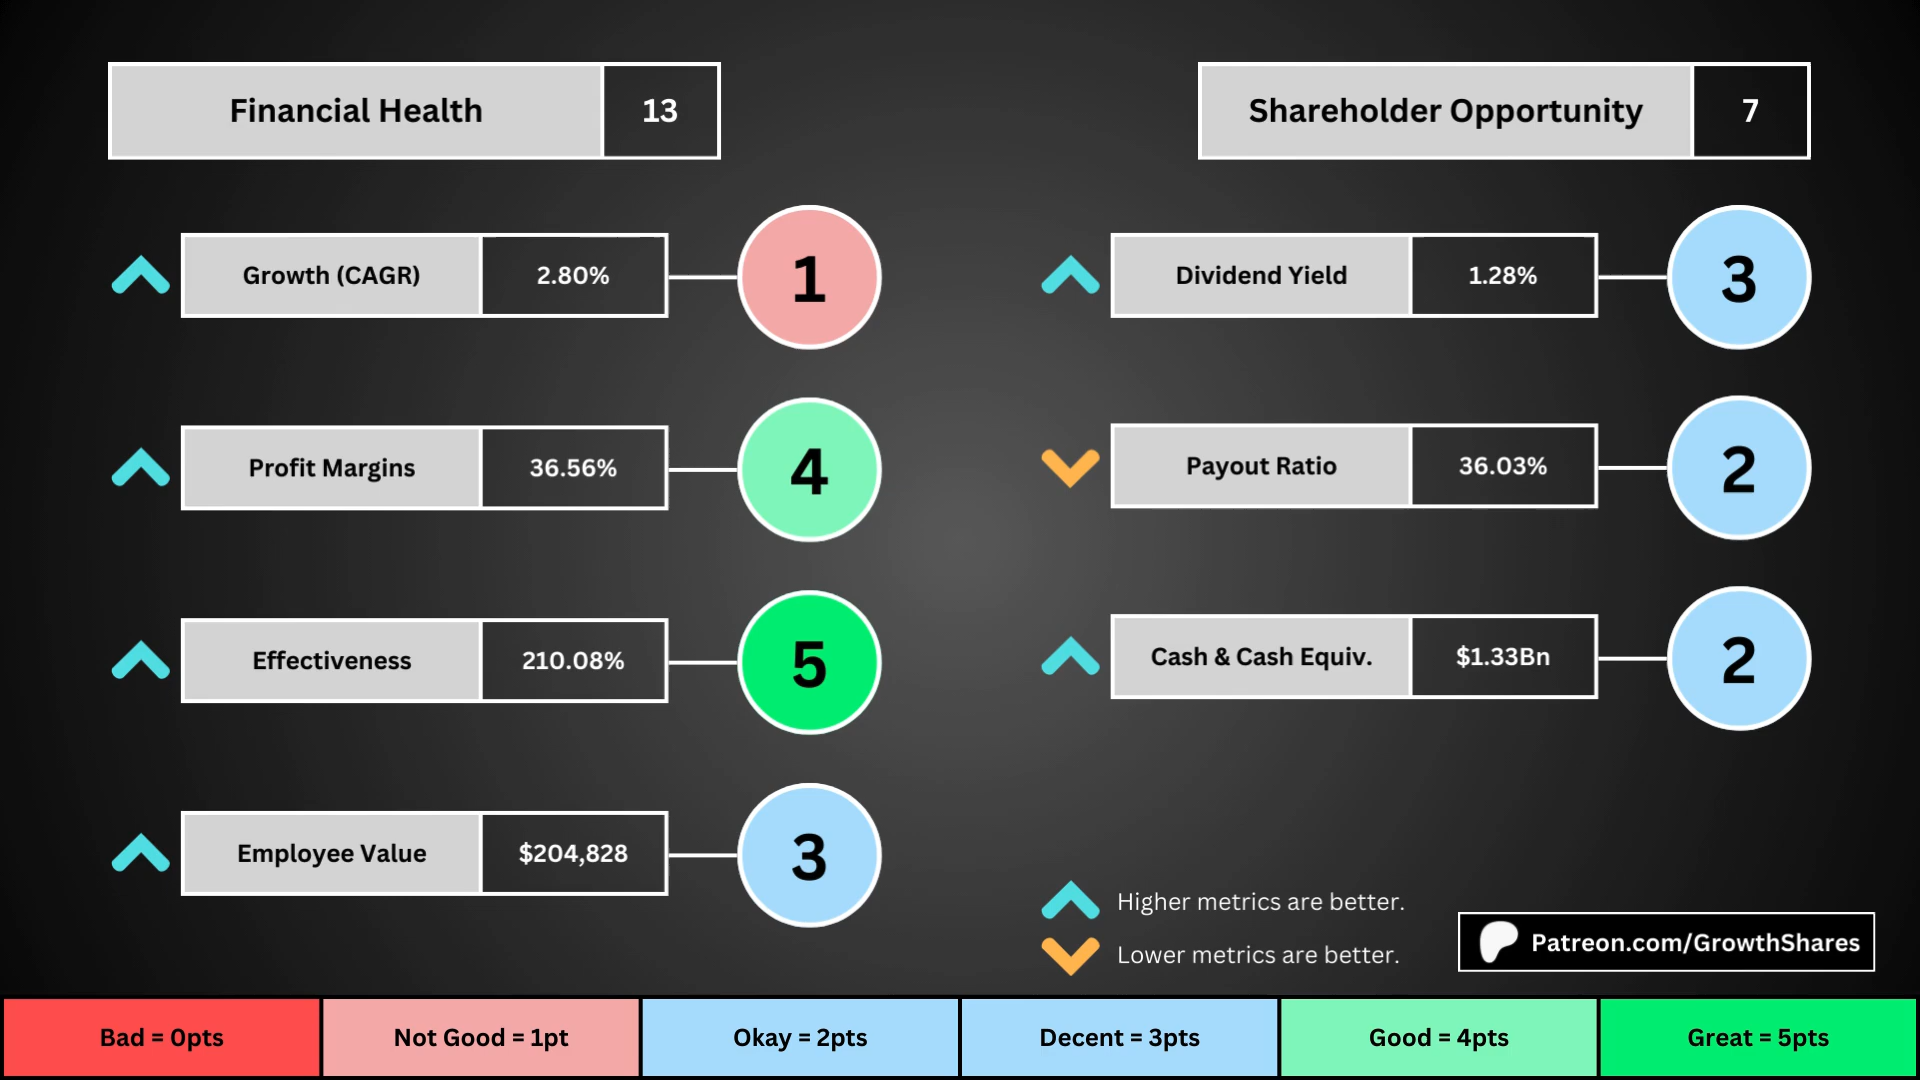 Financial Health 13
Growth (CAGR) 2.80% 1
Profit Margins 36.56% 4
Effectiveness 210.08% 5
Employee Value $204,828 3
Shareholder Opportunity 7
Dividend Yield 1.28% 3
Payout Ratio 36.03% 2
Cash & Cash Equiv. $1.33Bn 2
Higher metrics are better.
Lower metrics are better.
Patreon.com/GrowthShares
Bad = 0pts
Not Good = 1pt
Okay = 2pts
Decent = 3pts
Good = 4pts
Great = 5pts